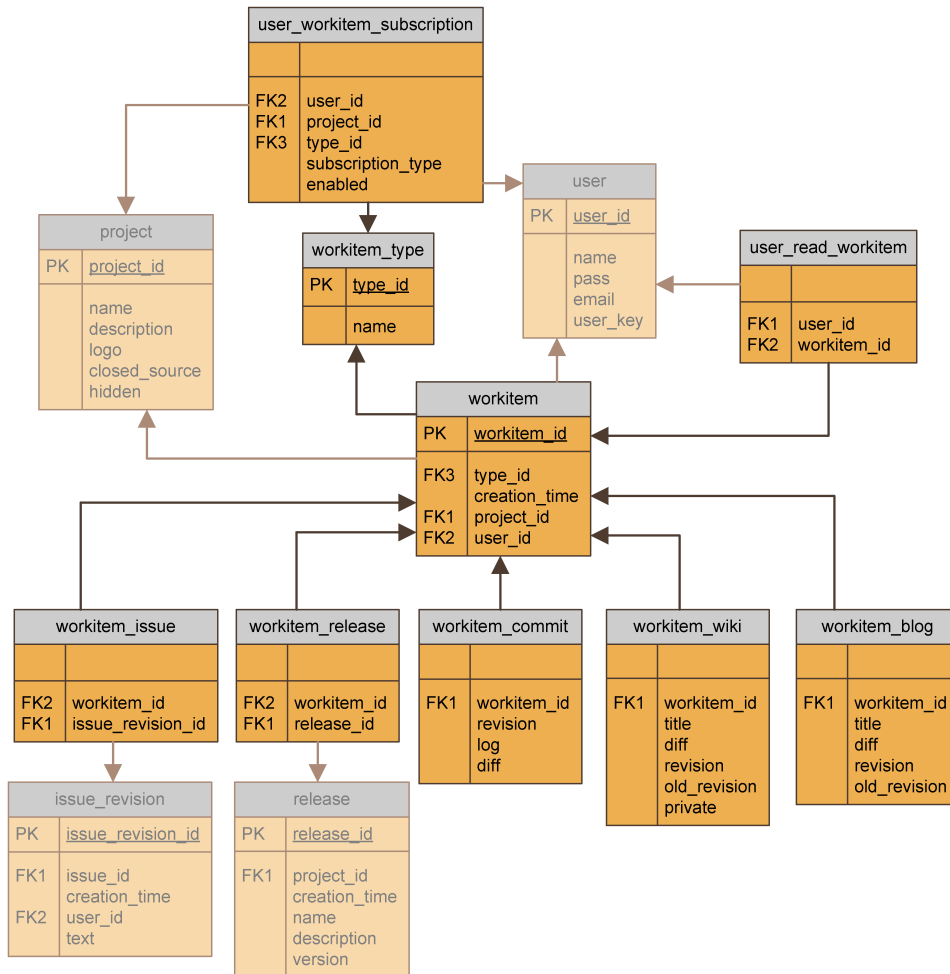 user_workitem_subscription
FK2 user_id
FK1 project_id
FK3 type_id
subscription_type
enabled
project
PK project_id
name
description
logo
closed_source
hidden
workitem_type
PK type_id
name
user
PK user_id
name
pass
email
user_key
user_read_workitem
FK1 user_id
FK2 workitem_id
workitem
PK workitem_id
FK3 type_id
creation_time
FK1 project_id
FK2 user_id
workitem_issue
FK2 workitem_id
FK1 issue_revision_id
workitem_release
FK2 workitem_id
FK1 release_id
workitem_commit
FK1 workitem_id
revision
log
diff
workitem_wiki
FK1 workitem_id
title
diff
revision
old_revision
private
workitem_blog
FK1 workitem_id
title
diff
revision
old_revision
issue_revision
PK issue_revision_id
FK1 issue_id
creation_time
FK2 user_id
text
release
PK release_id
FK1 project_id
creation_time
name
description
version